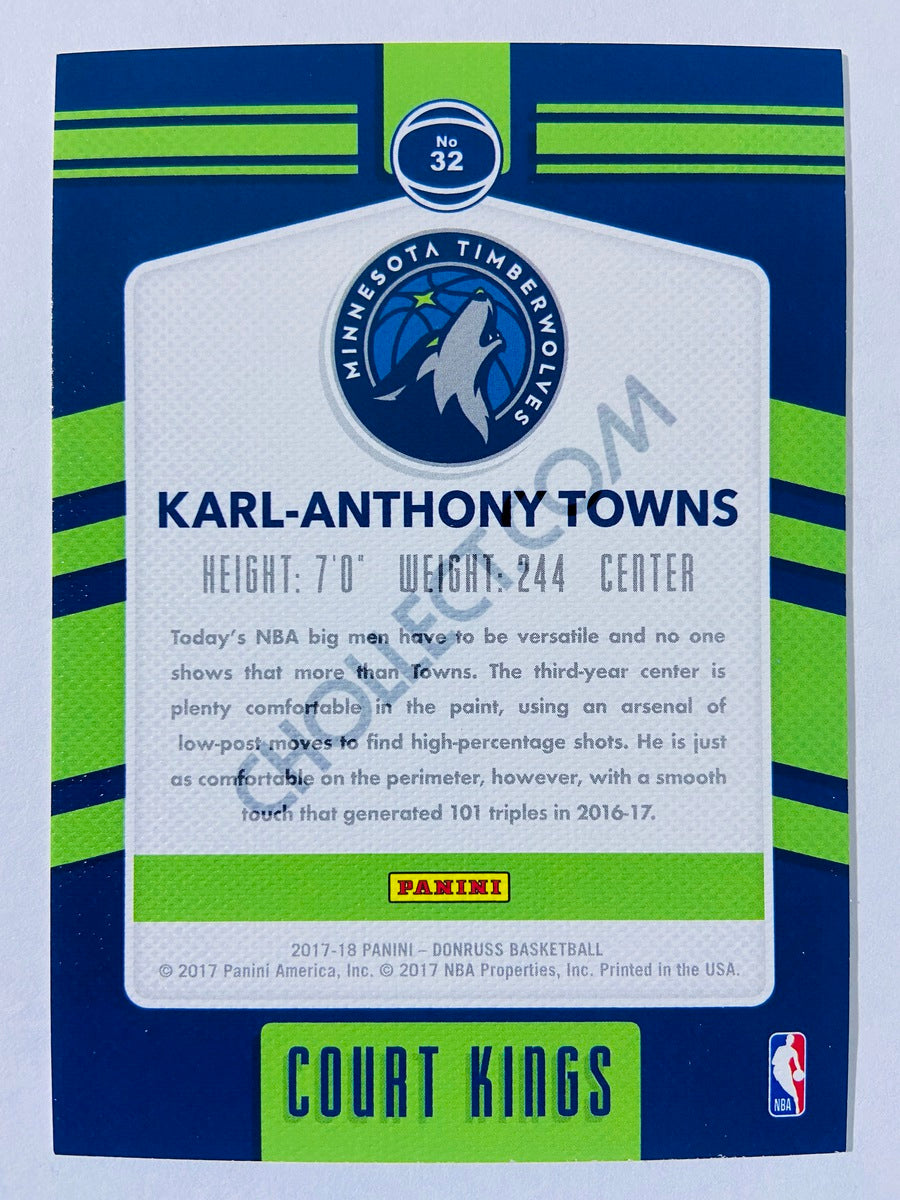 No
32
MINNESOTA TIMBERWOLVES
KARL-ANTHONY TOWNS
HEIGHT: 7'0" WEIGHT: 244 CENTER
Today's NBA big men have to be versatile and no one
shows that more than Towns. The third-year center is
plenty comfortable in the paint, using an arsenal of
low-post moves to find high-percentage shots. He is just
as comfortable on the perimeter, however, with a smooth
touch that generated 101 triples in 2016-17.
CHOLLECT.COM
PANINI
2017-18 PANINI – DONRUSS BASKETBALL
© 2017 Panini America, Inc. © 2017 NBA Properties, Inc. Printed in the USA.
COURT KINGS
NBA